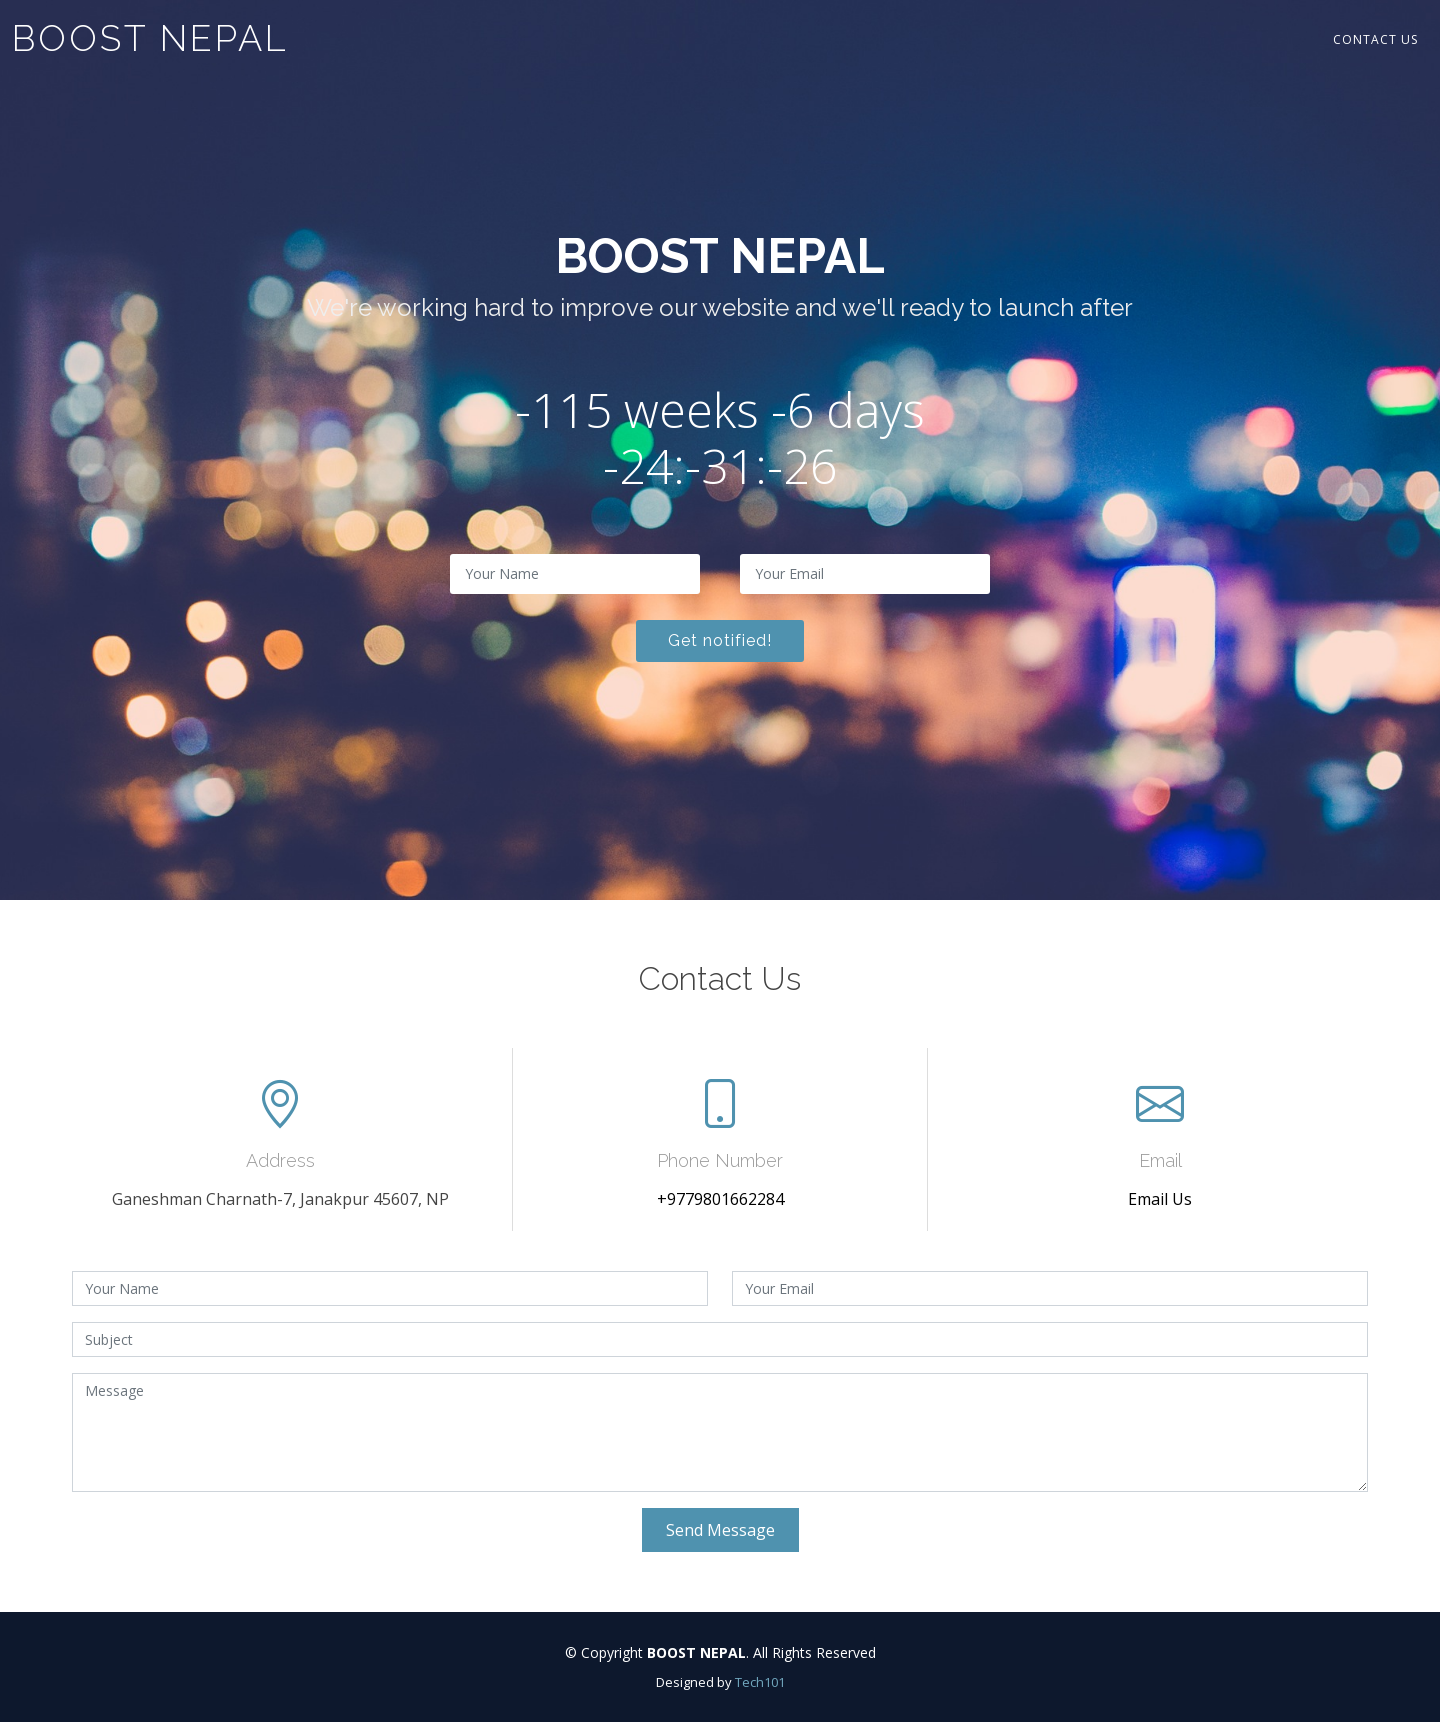 BOOST NEPAL
CONTACT US
BOOST NEPAL
We're working hard to improve our website and we'll ready to launch after
-115 weeks -6 days
-24:-31:-26
Your Name
Your Email
Get notified!
Contact Us
Address
Ganeshman Charnath-7, Janakpur 45607, NP
Phone Number
+9779801662284
Email
Email Us
Your Name
Your Email
Subject
Message
Send Message
© Copyright BOOST NEPAL. All Rights Reserved
Designed by Tech101